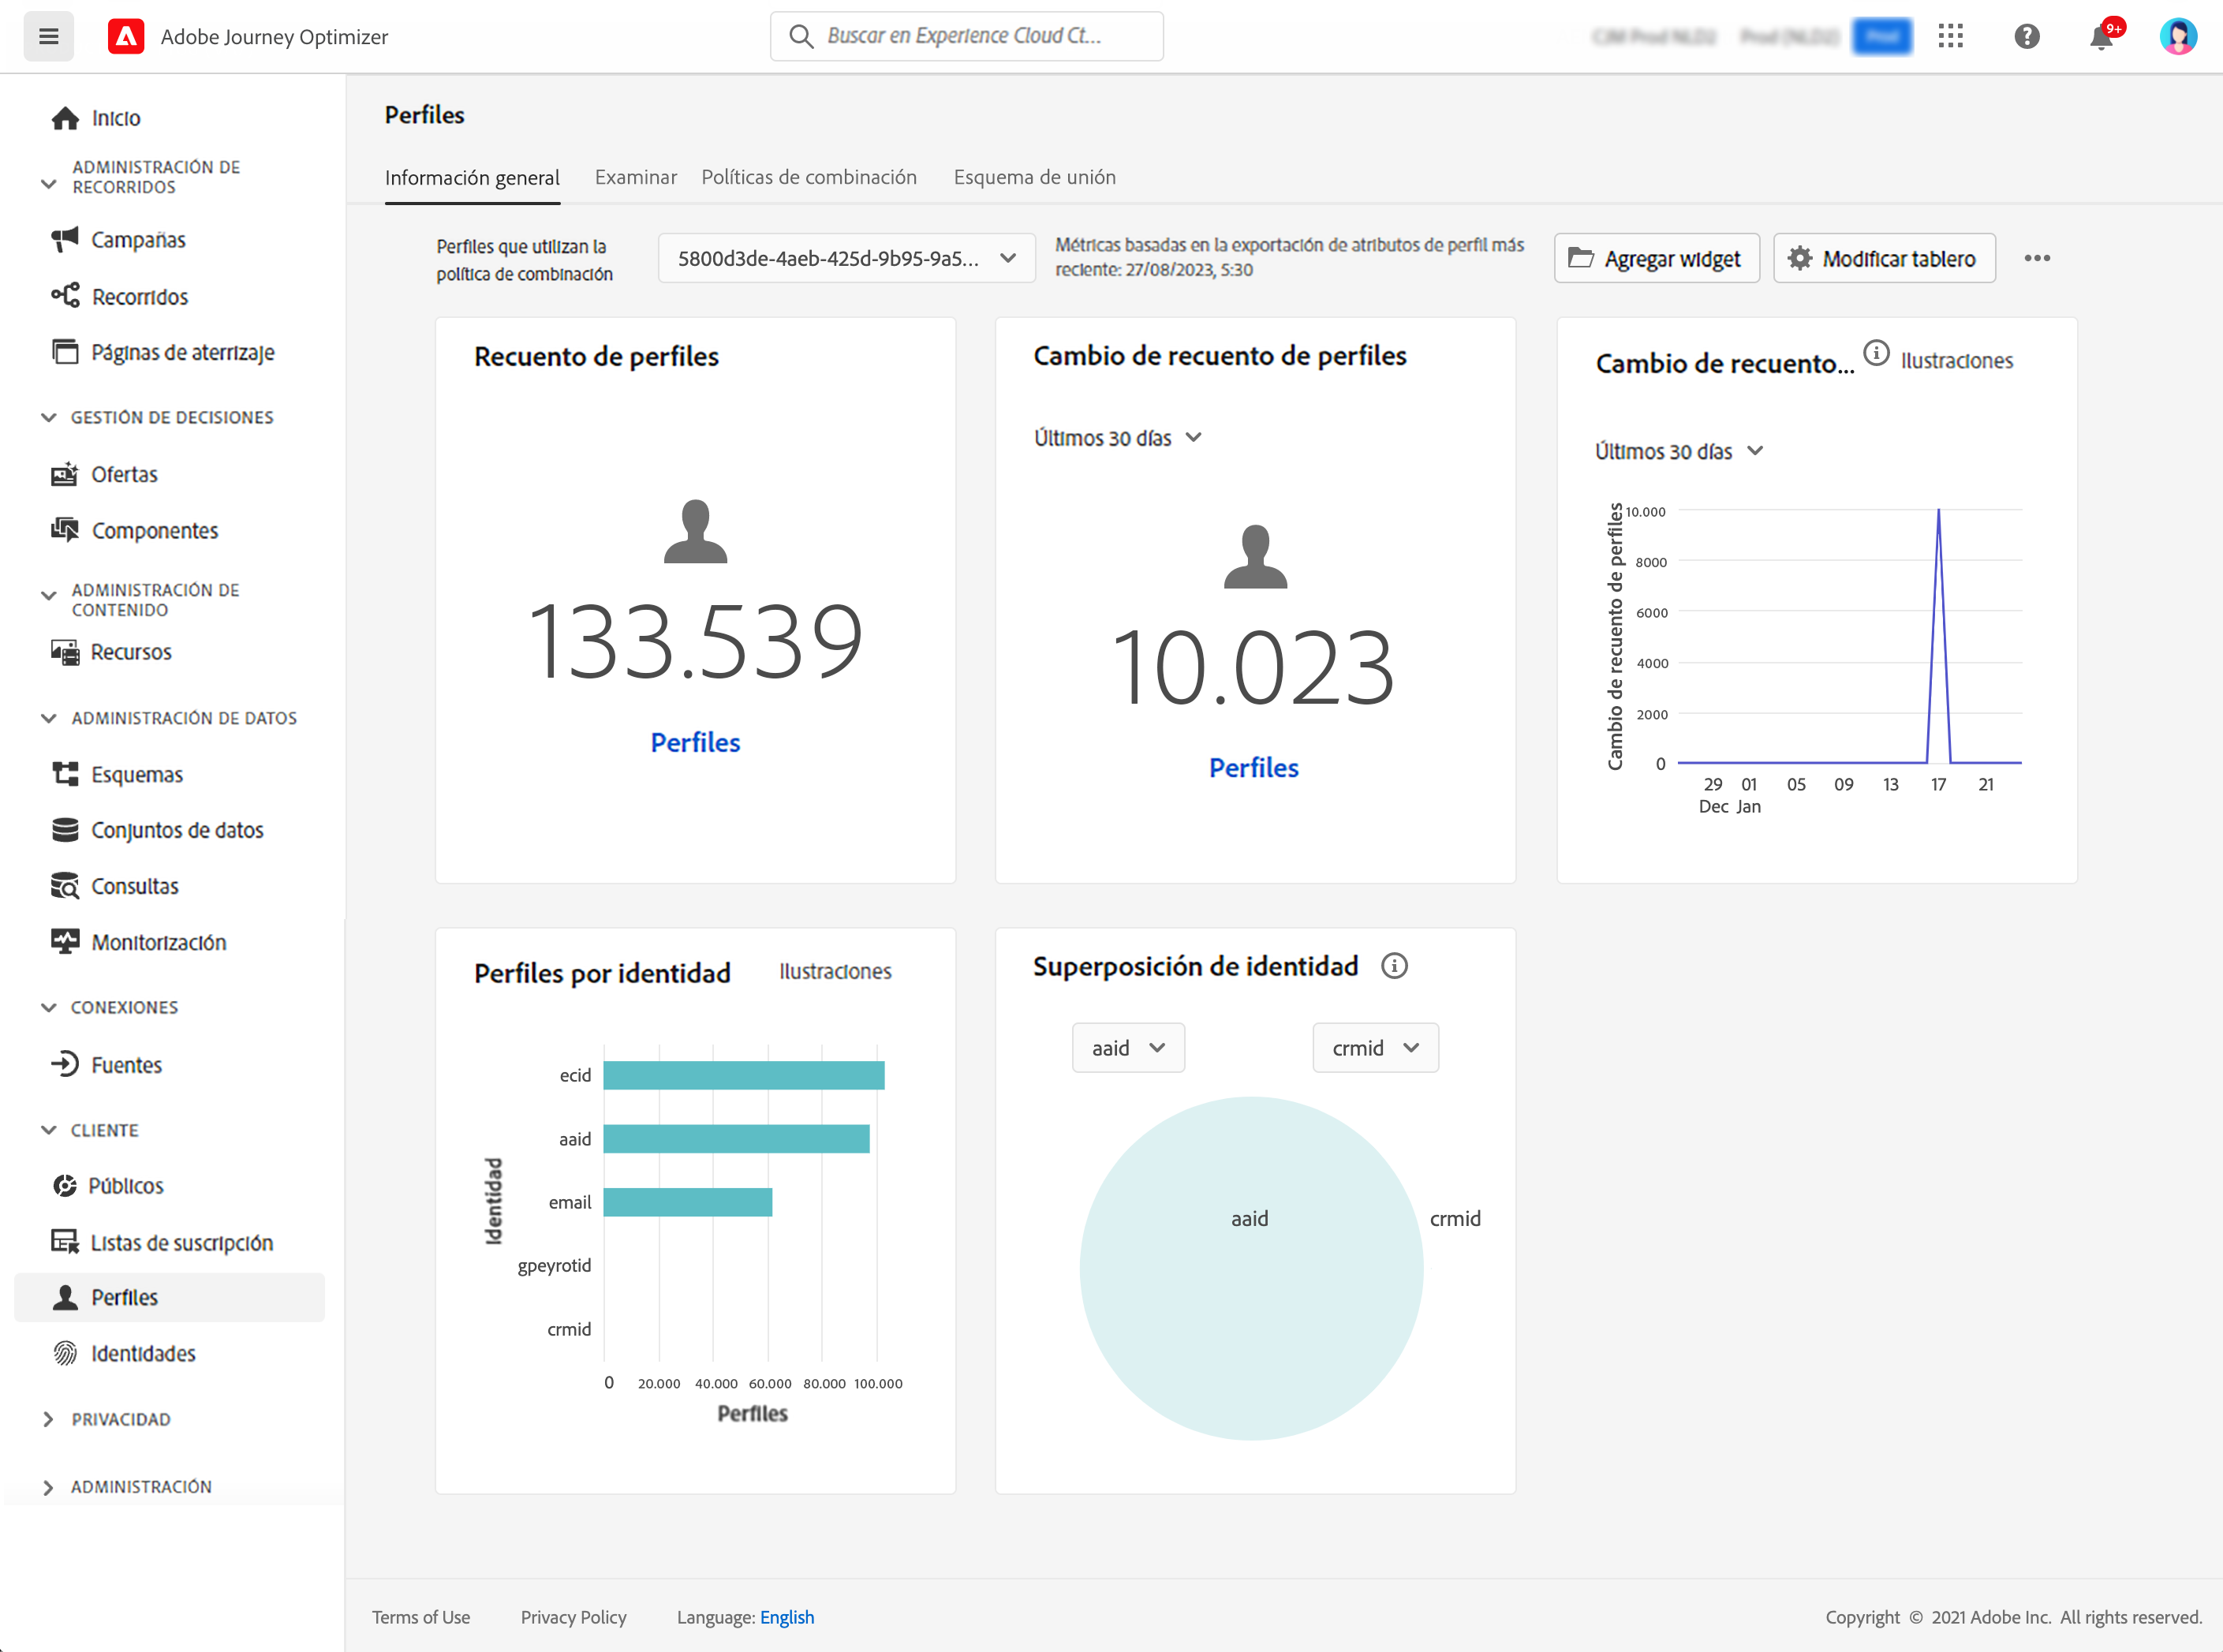 Adobe Journey Optimizer
Buscar en Experience Cloud Ct...
9+
Inicio
ADMINISTRACIÓN DE
RECORRIDOS
Campañas
Recorridos
Páginas de aterrizaje
GESTIÓN DE DECISIONES
Ofertas
Componentes
ADMINISTRACIÓN DE
CONTENIDO
Recursos
ADMINISTRACIÓN DE DATOS
Esquemas
Conjuntos de datos
Consultas
Monitorización
CONEXIONES
Fuentes
CLIENTE
Públicos
Listas de suscripción
Perfiles
Identidades
PRIVACIDAD
ADMINISTRACIÓN
Perfiles
Información general
Examinar
Políticas de combinación
Esquema de unión
Perfiles que utilizan la
política de combinación
5800d3de-4aeb-425d-9b95-9a5...
Métricas basadas en la exportación de atributos de perfil más
reciente: 27/08/2023, 5:30
Agregar widget
Modificar tablero
Recuento de perfiles
133.539
Perfiles
Cambio de recuento de perfiles
Últimos 30 días
10.023
Perfiles
Cambio de recuento...
Ilustraciones
Últimos 30 días
Cambio de recuento de perfiles
10.000
8000
6000
4000
2000
0
29 01 05 09 13 17 21
Dec Jan
Perfiles por identidad
Ilustraciones
Identidad
ecid
aaid
email
gpeyrotid
crmid
0 20.000 40.000 60.000 80.000 100.000
Perfiles
Superposición de identidad
aaid
crmid
aaid
crmid
Terms of Use
Privacy Policy
Language: English
Copyright © 2021 Adobe Inc. All rights reserved.